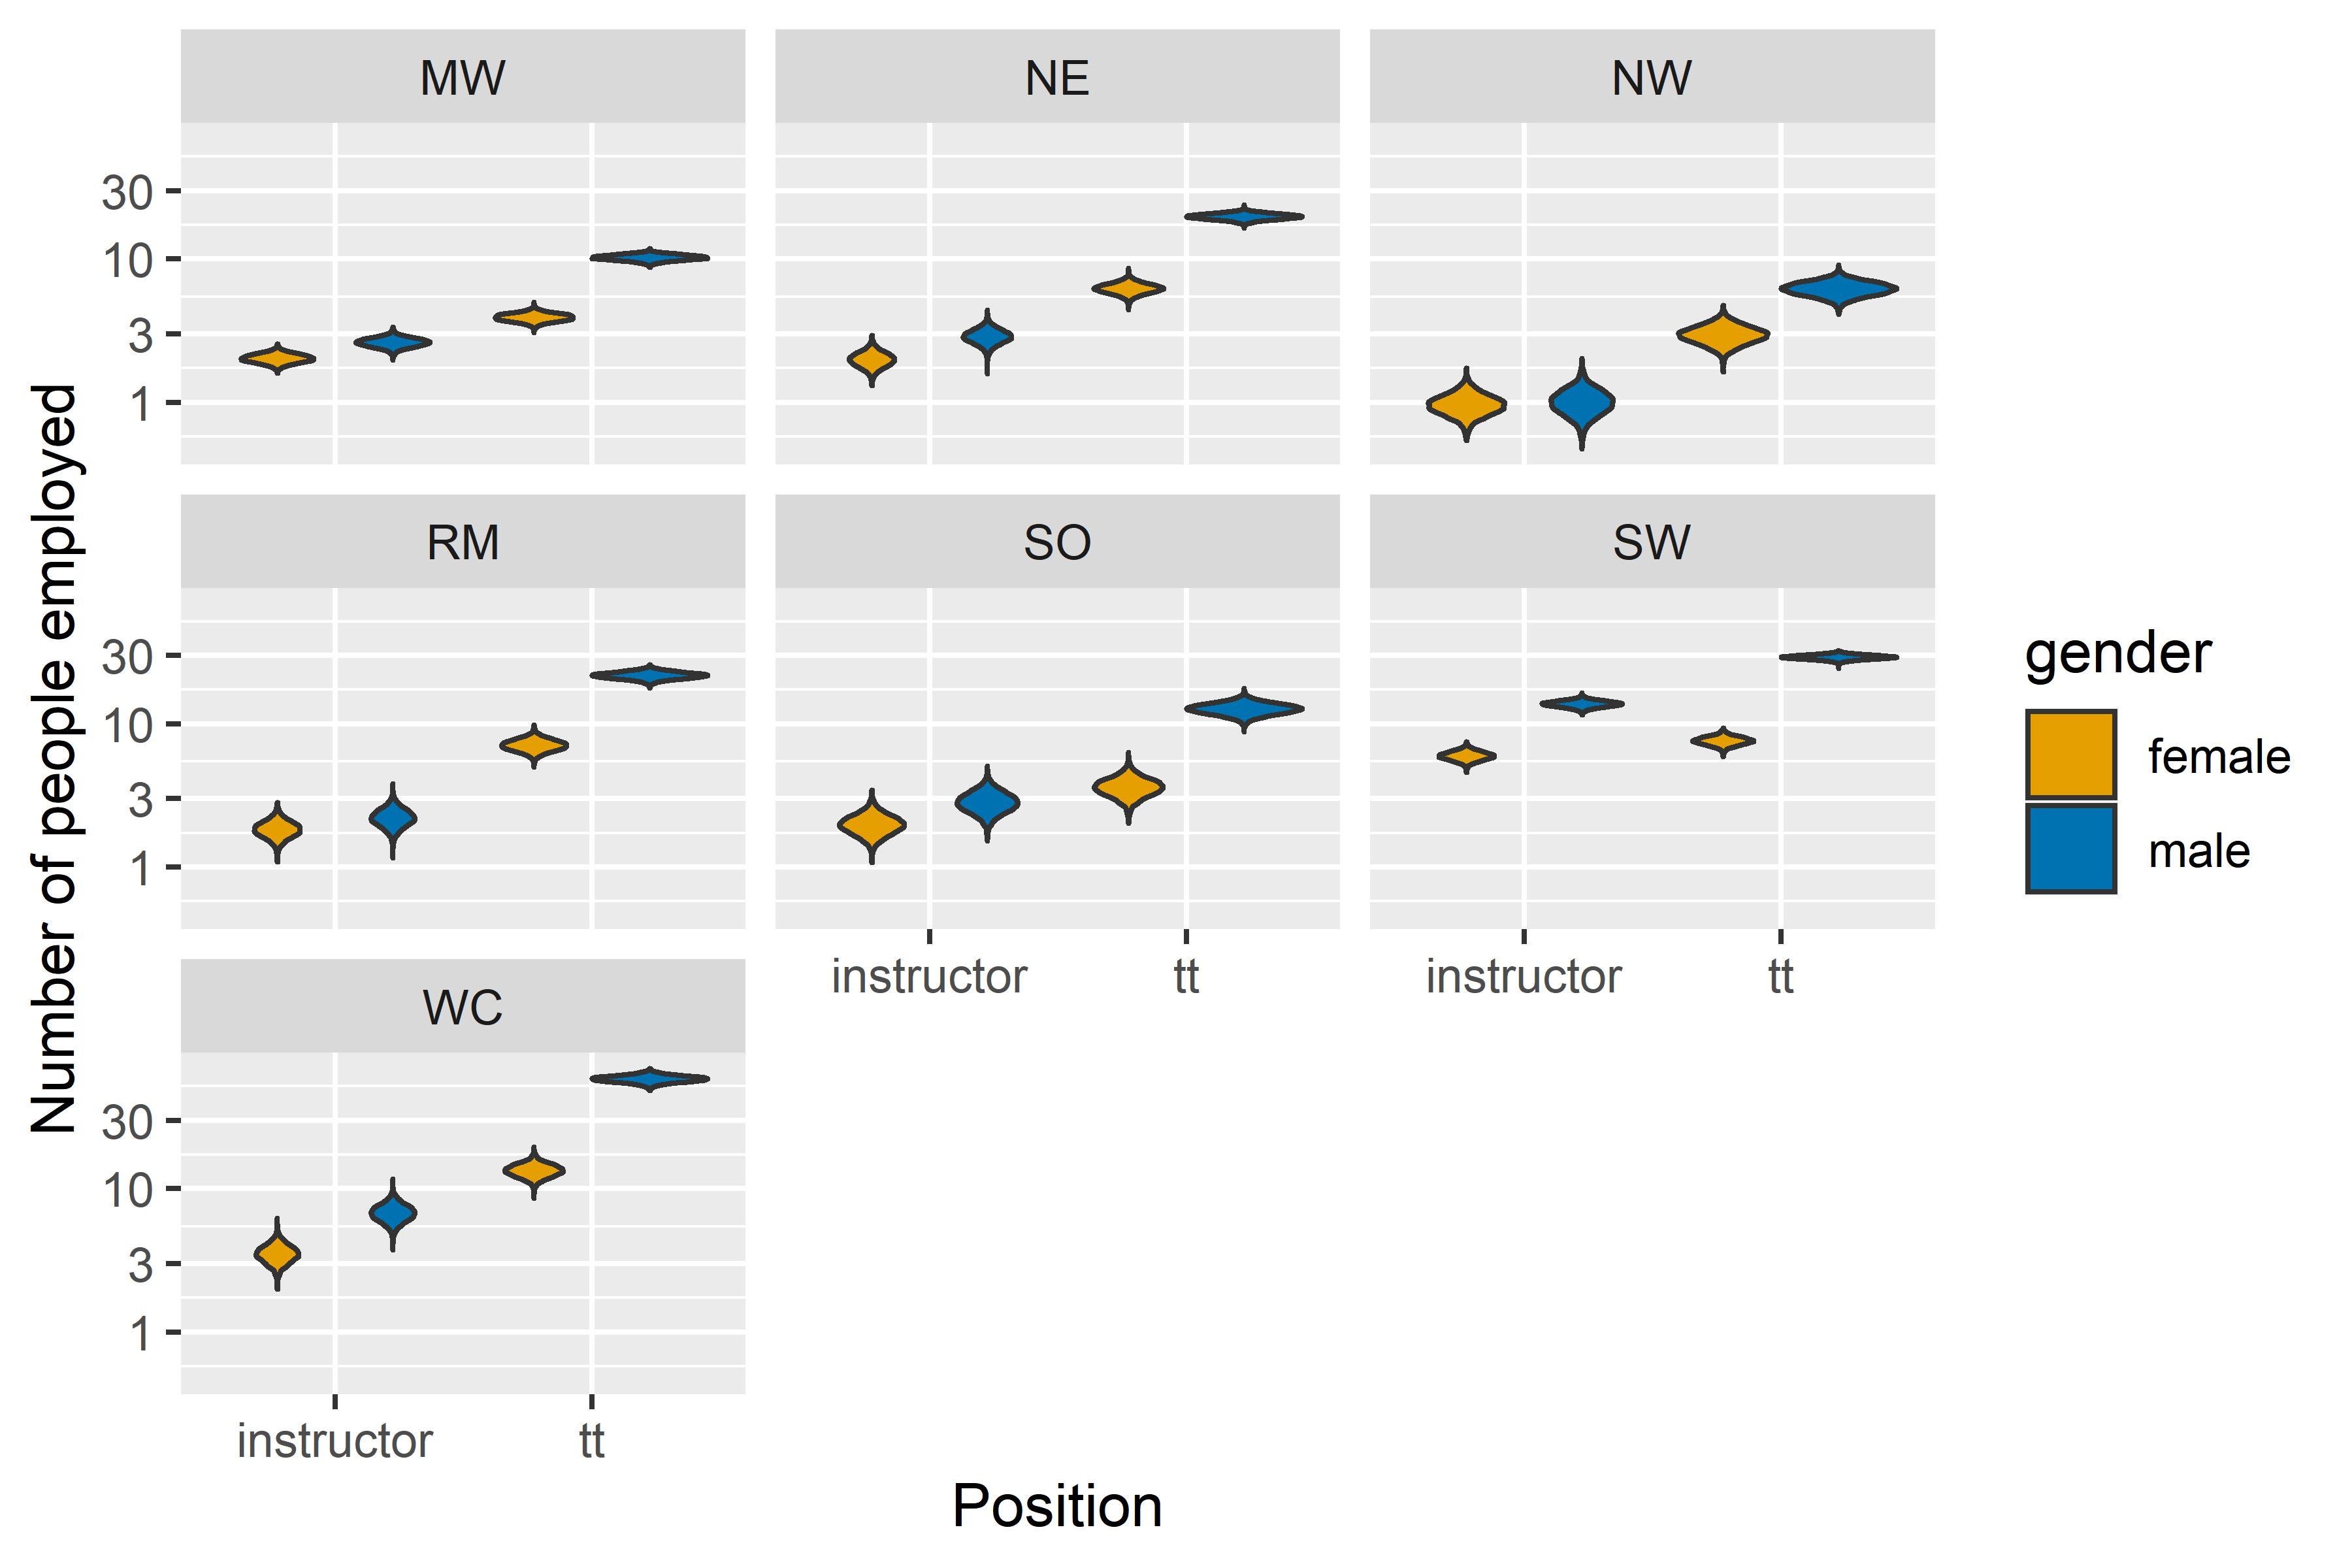 MW
NE
NW
30
10
3
1
RM
SO
SW
30
10
3
1
instructor
tt
instructor
tt
WC
30
10
3
1
instructor
tt
Position
Number of people employed
gender
female
male